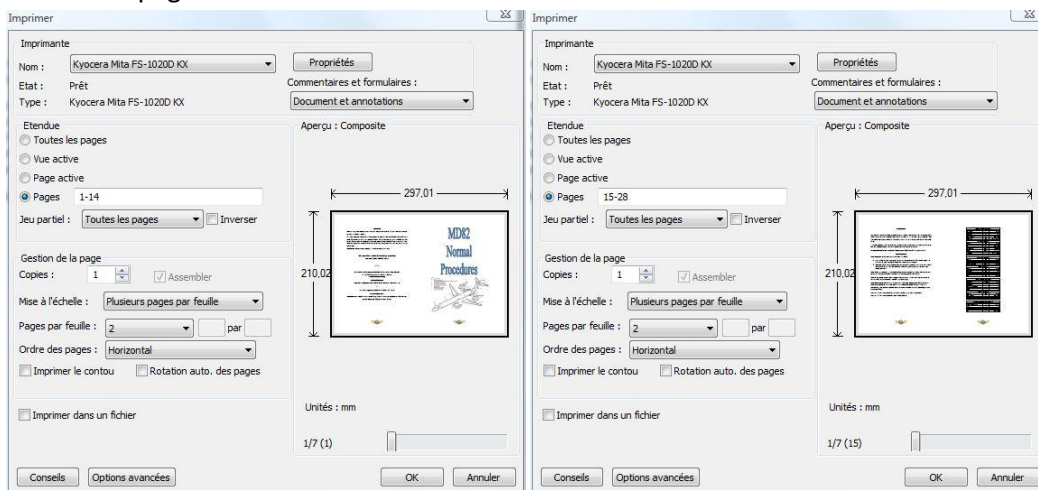 Imprimer
Imprimante
Nom : Kyocera Mita FS-1020D KX Propriétés
Etat : Prêt Commentaires et formulaires :
Type : Kyocera Mita FS-1020D KX Document et annotations
Etendue Aperçu : Composite
Toutes les pages
Vue active
Page active
Pages 1-14 297,01
Jeu partiel : Toutes les pages Inverser
MD82
Normal
Procedures
Gestion de la page
Copies : 1 Assembler 210,02
Mise à l'échelle : Plusieurs pages par feuille
Pages par feuille : 2 par
Ordre des pages : Horizontal
Imprimer le contou Rotation auto. des pages
Unités : mm
Imprimer dans un fichier
1/7 (1)
Conseils Options avancées OK Annuler
Imprimer
Imprimante
Nom : Kyocera Mita FS-1020D KX Propriétés
Etat : Prêt Commentaires et formulaires :
Type : Kyocera Mita FS-1020D KX Document et annotations
Etendue Aperçu : Composite
Toutes les pages
Vue active
Page active
Pages 15-28 297,01
Jeu partiel : Toutes les pages Inverser
Gestion de la page
Copies : 1 Assembler 210,02
Mise à l'échelle : Plusieurs pages par feuille
Pages par feuille : 2 par
Ordre des pages : Horizontal
Imprimer le contou Rotation auto. des pages
Unités : mm
Imprimer dans un fichier
1/7 (15)
Conseils Options avancées OK Annuler